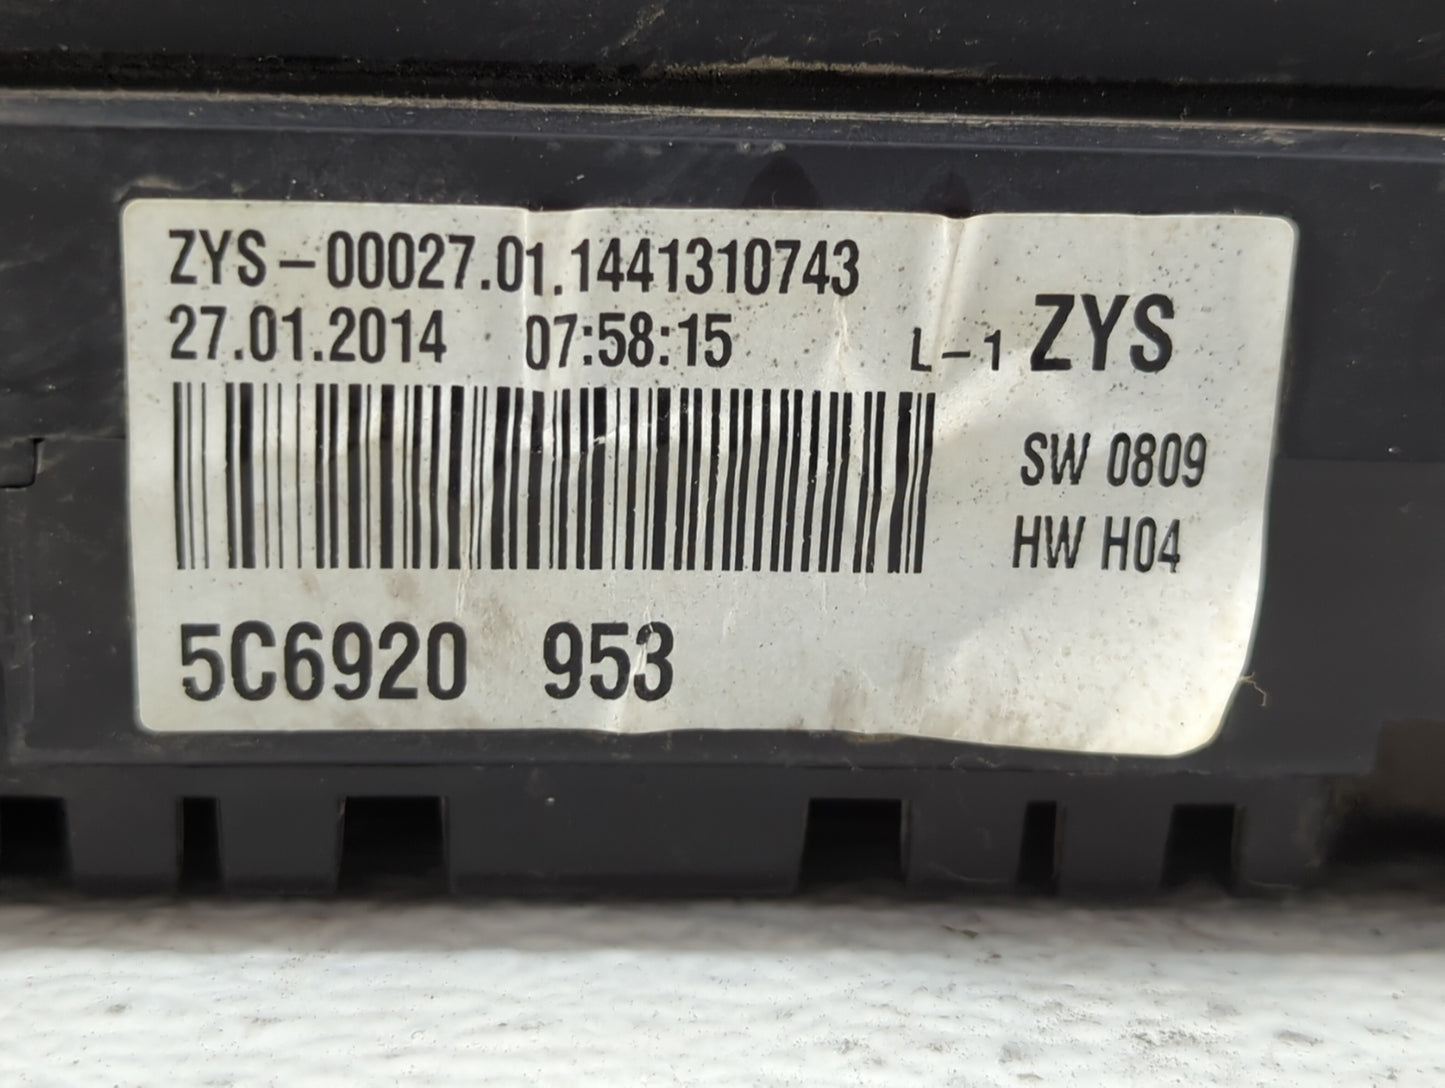 ZYS-00027.01.1441310743
27.01.2014 07:58:15 L-1 ZYS
SW 0809
HW H04
5C6920 953